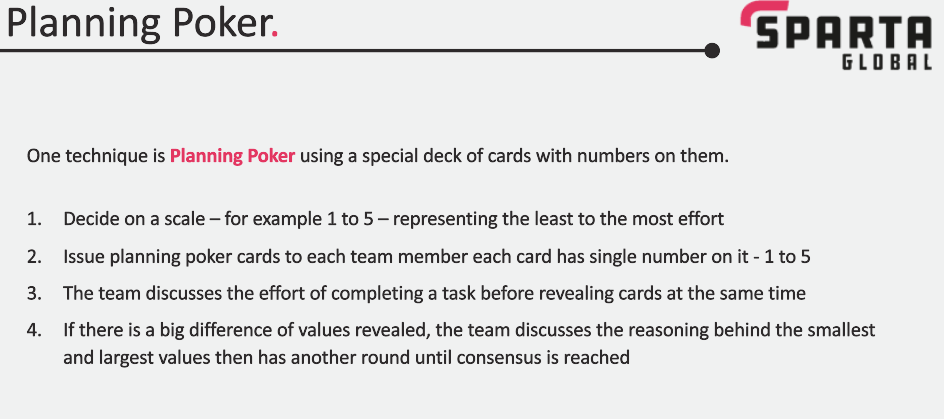 Planning Poker.
SPARTA
GLOBAL
One technique is Planning Poker using a special deck of cards with numbers on them.
1. Decide on a scale – for example 1 to 5 – representing the least to the most effort
2. Issue planning poker cards to each team member each card has single number on it - 1 to 5
3. The team discusses the effort of completing a task before revealing cards at the same time
4. If there is a big difference of values revealed, the team discusses the reasoning behind the smallest
and largest values then has another round until consensus is reached